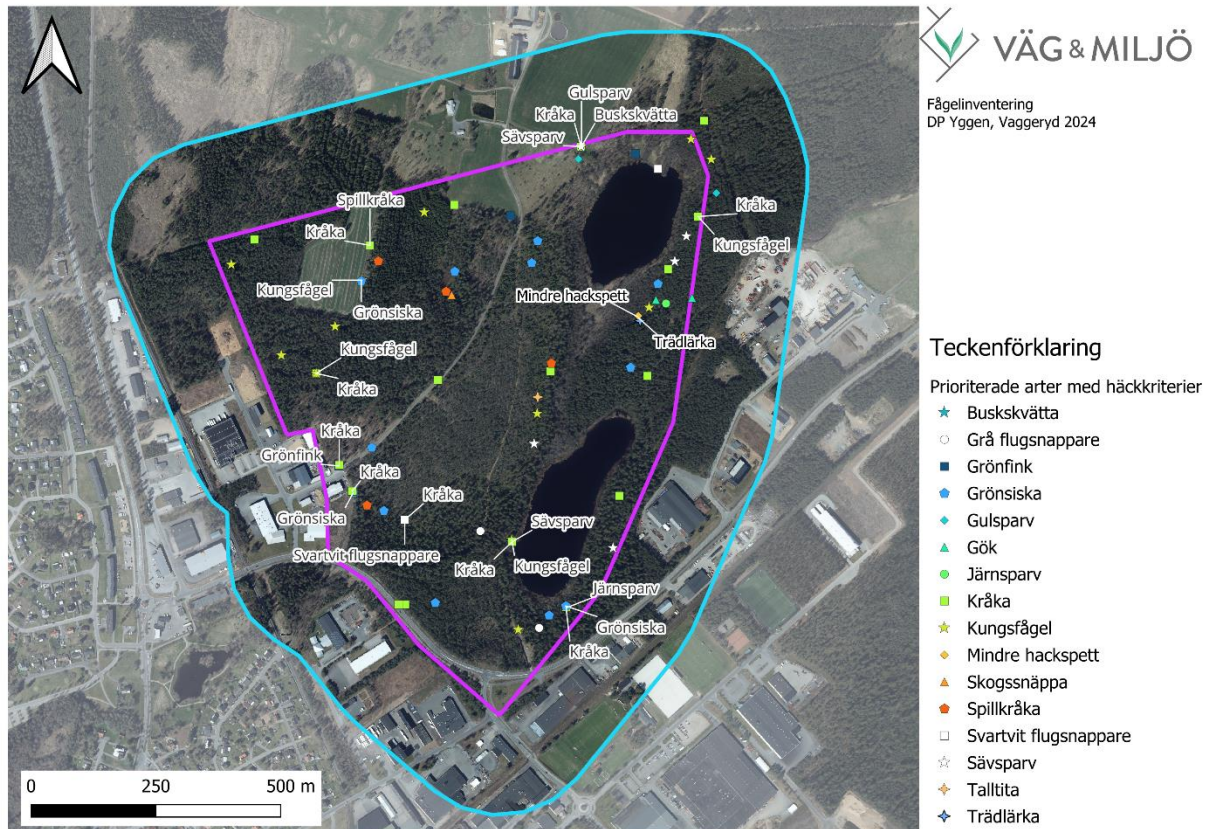 VÄG & MILJÖ
Fågelinventering
DP Yggen, Vaggeryd 2024
Gulsparv
Kråka
Buskskvätta
Sävsparv
Spillkråka
Kråka
Kråka
Kungsfågel
Kungsfågel
Grönsiska
Mindre hackspett
Trädlärka
Kungsfågel
Kråka
Kråka
Grönfink
Kråka
Grönsiska
Kråka
Svartvit flugsnappare
Sävsparv
Kråka
Kungsfågel
Järnsparv
Grönsiska
Kråka
0 250 500 m
Teckenförklaring
Prioriterade arter med häckkriterier
Buskskvätta
Grå flugsnappare
Grönfink
Grönsiska
Gulsparv
Gök
Järnsparv
Kråka
Kungsfågel
Mindre hackspett
Skogssnäppa
Spillkråka
Svartvit flugsnappare
Sävsparv
Talltita
Trädlärka